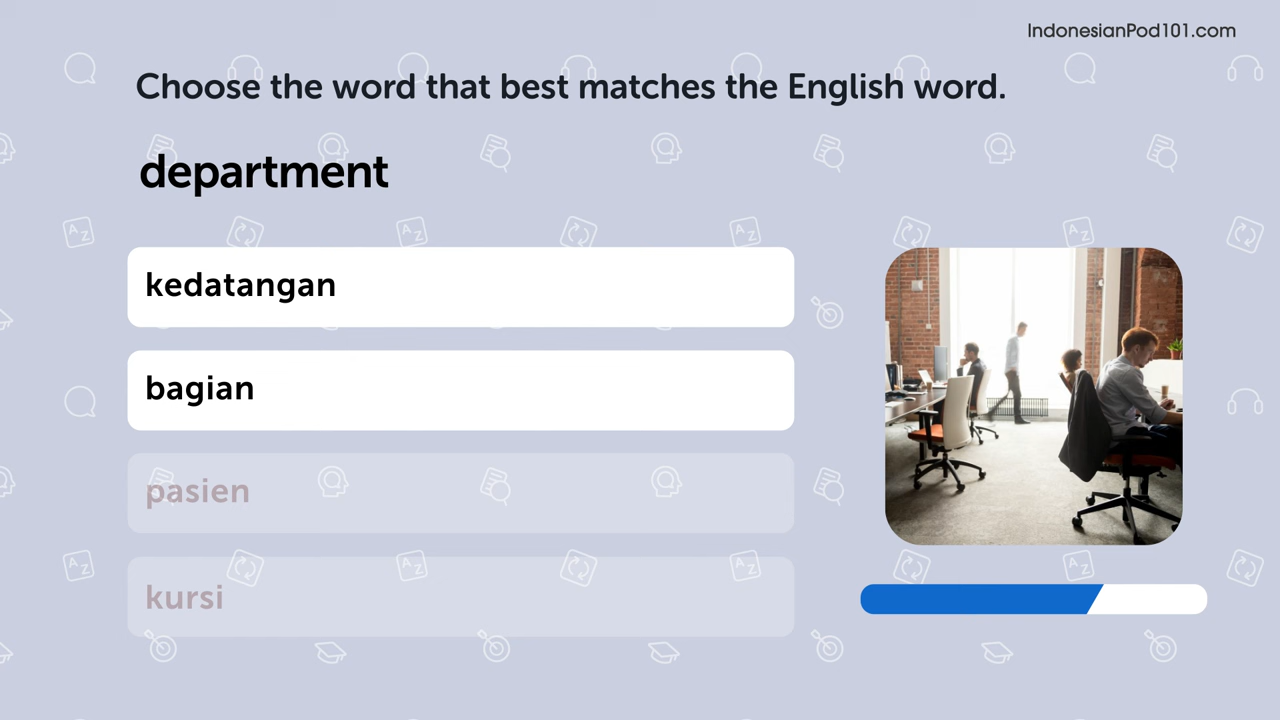 IndonesianPod101.com
Choose the word that best matches the English word.
department
kedatangan
bagian
pasien
kursi